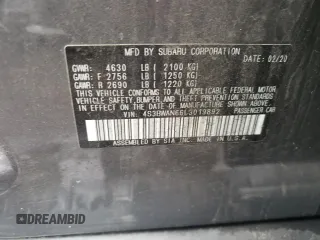 MFD BY SUBARU CORPORATION
DATE: 02/20
GVWR: 4630 LB ( 2100 KG)
GAWR: F 2756 LB ( 1250 KG)
GAWR: R 2690 LB ( 1220 KG)
THIS VEHICLE CONFORMS TO ALL APPLICABLE FEDERAL MOTOR
VEHICLE SAFETY, BUMPER, AND THEFT PREVENTION STANDARDS
IN EFFECT ON THE DATE OF MANUFACTURE SHOWN ABOVE.
VIN: 4S3BWAN66L3019892 PASSENGER CAR
ASSEMBLED BY SIA INC., MADE IN U.S.A.